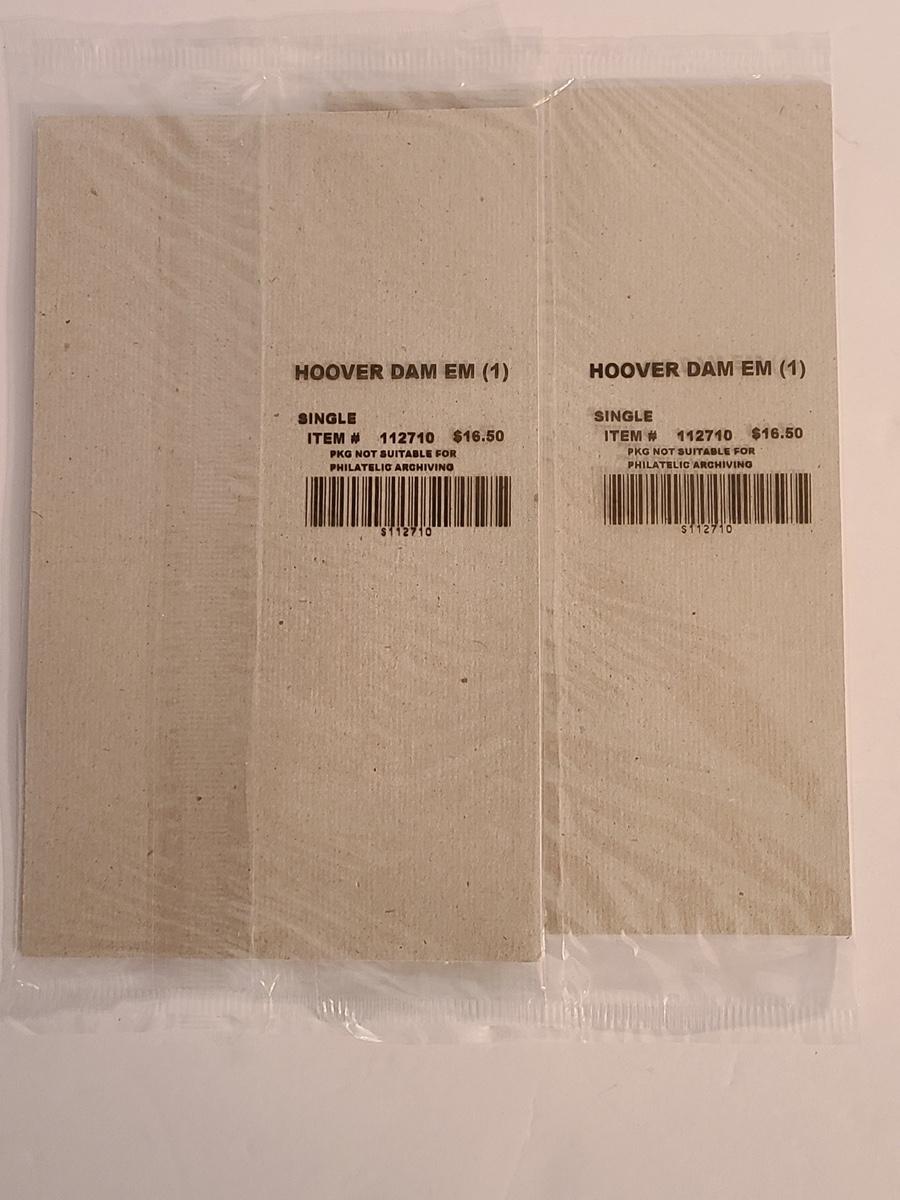 HOOVER DAM EM (1)
SINGLE
ITEM # 112710 $16.50
PKG NOT SUITABLE FOR
PHILATELIC ARCHIVING
S112710
HOOVER DAM EM (1)
SINGLE
ITEM # 112710 $16.50
PKG NOT SUITABLE FOR
PHILATELIC ARCHIVING
S112710